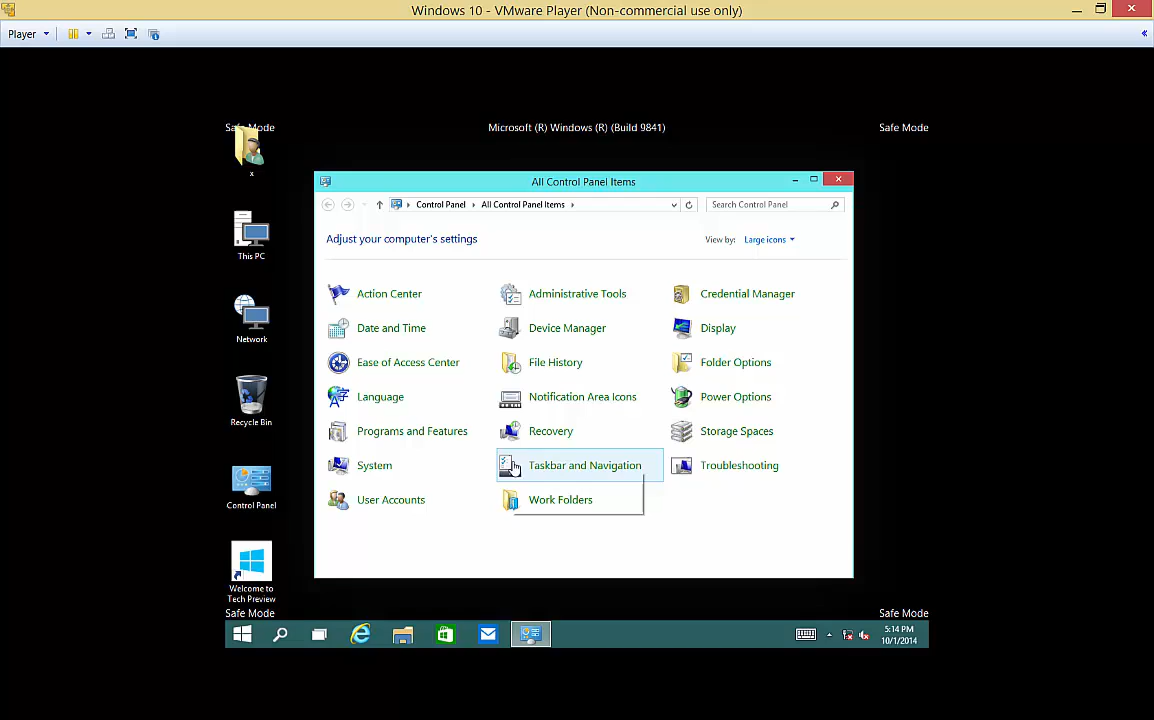 Windows 10 - VMware Player (Non-commercial use only)
Player
Safe Mode
Microsoft (R) Windows (R) (Build 9841)
Safe Mode
x
This PC
Network
Recycle Bin
Control Panel
Welcome to
Tech Preview
All Control Panel Items
Control Panel
All Control Panel Items
Search Control Panel
Adjust your computer's settings
View by: Large icons
Action Center
Administrative Tools
Credential Manager
Date and Time
Device Manager
Display
Ease of Access Center
File History
Folder Options
Language
Notification Area Icons
Power Options
Programs and Features
Recovery
Storage Spaces
System
Taskbar and Navigation
Troubleshooting
User Accounts
Work Folders
Safe Mode
Safe Mode
5:14 PM
10/1/2014